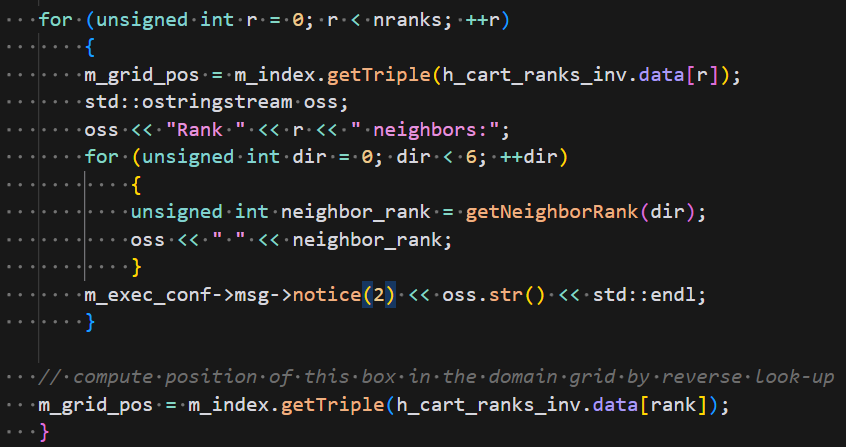 for (unsigned int r = 0; r < nranks; ++r)
{
m_grid_pos = m_index.getTriple(h_cart_ranks_inv.data[r]);
std::ostringstream oss;
oss << "Rank " << r << " neighbors:";
for (unsigned int dir = 0; dir < 6; ++dir)
{
unsigned int neighbor_rank = getNeighborRank(dir);
oss << " " << neighbor_rank;
}
m_exec_conf->msg->notice(2) << oss.str() << std::endl;
}
// compute position of this box in the domain grid by reverse look-up
m_grid_pos = m_index.getTriple(h_cart_ranks_inv.data[rank]);
}